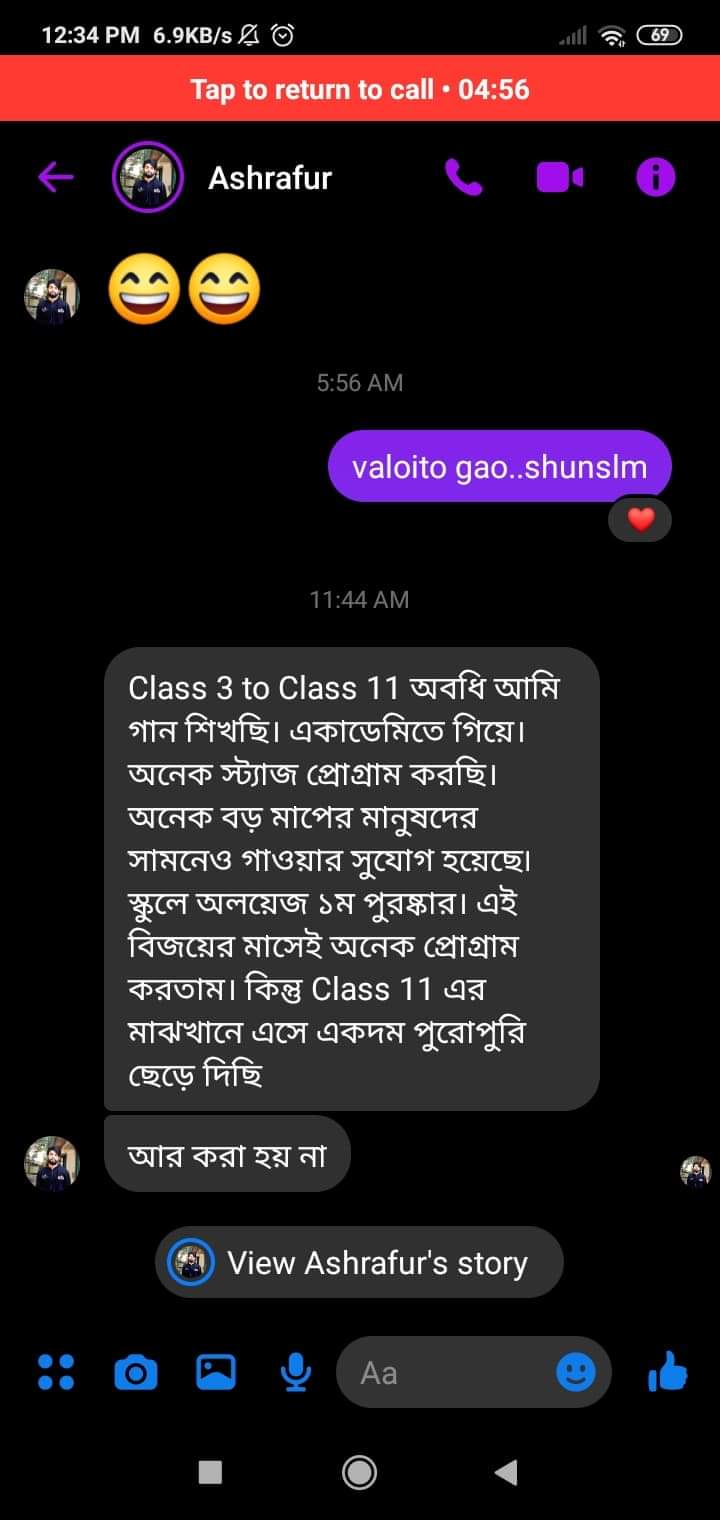 12:34 PM 6.9KB/s
69
Tap to return to call • 04:56
Ashrafur
5:56 AM
valoito gao..shunslm
11:44 AM
Class 3 to Class 11 অবধি আমি
গান শিখছি। একাডেমিতে গিয়ে।
অনেক স্ট্যাজ প্রোগ্রাম করছি।
অনেক বড় মাপের মানুষদের
সামনেও গাওয়ার সুযোগ হয়েছে।
স্কুলে অলয়েজ ১ম পুরষ্কার। এই
বিজয়ের মাসেই অনেক প্রোগ্রাম
করতাম। কিন্তু Class 11 এর
মাঝখানে এসে একদম পুরোপুরি
ছেড়ে দিছি
আর করা হয় না
View Ashrafur's story
Aa